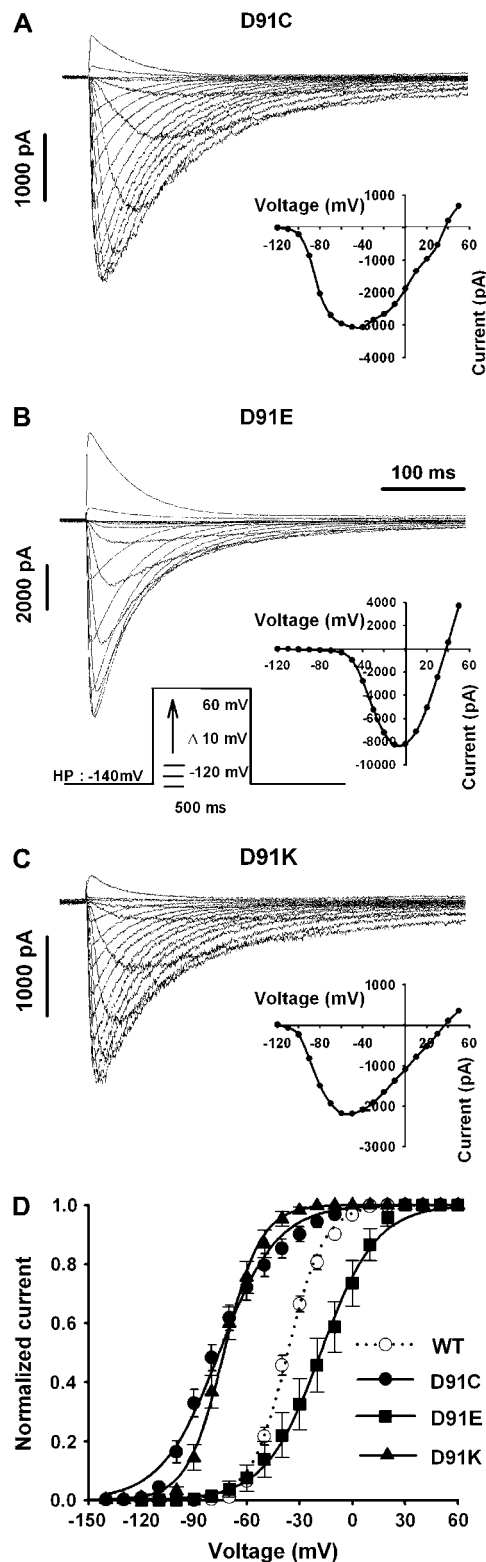 A
D91C
1000 pA
Voltage (mV)
-120 -80 -40 20 60
1000
-1000
-2000
-3000
-4000
Current (pA)
B
D91E
100 ms
2000 pA
Voltage (mV)
-120 -80 -40 20 60
4000
2000
-2000
-4000
-6000
-8000
-10000
Current (pA)
60 mV
Δ 10 mV
HP : -140mV
-120 mV
500 ms
C
D91K
1000 pA
Voltage (mV)
-120 -80 -40 20 60
1000
-1000
-2000
-3000
Current (pA)
D
1.0
0.8
0.6
0.4
0.2
0.0
Normalized current
WT
D91C
D91E
D91K
-150 -120 -90 -60 -30 0 30 60
Voltage (mV)